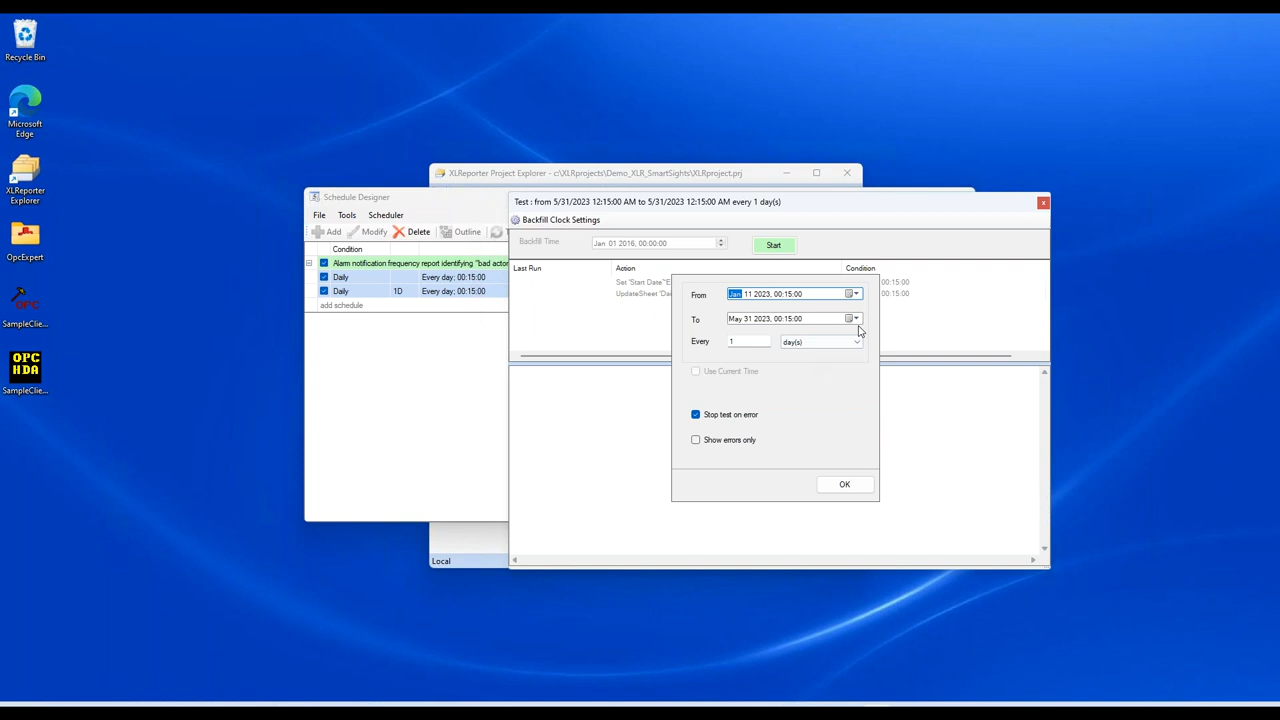 Recycle Bin
Microsoft
Edge
XLReporter
Explorer
OpcExpert
SampleClie...
OPC
HDA
SampleClie...
XLReporter Project Explorer - c:\XLRprojects\Demo_XLR_SmartSights\XLRproject.prj
Schedule Designer
File Tools Scheduler
Add Modify Delete Outline
Condition
Alarm notification frequency report identifying "bad actor
Daily Every day; 00:15:00
Daily 1D Every day; 00:15:00
add schedule
Local
Test : from 5/31/2023 12:15:00 AM to 5/31/2023 12:15:00 AM every 1 day(s)
Backfill Clock Settings
Backfill Time Jan 01 2016, 00:00:00 Start
Last Run Action Condition
Set 'Start Date' 00:15:00
UpdateSheet 00:15:00
From Jan 11 2023, 00:15:00
To May 31 2023, 00:15:00
Every 1 day(s)
Use Current Time
Stop test on error
Show errors only
OK